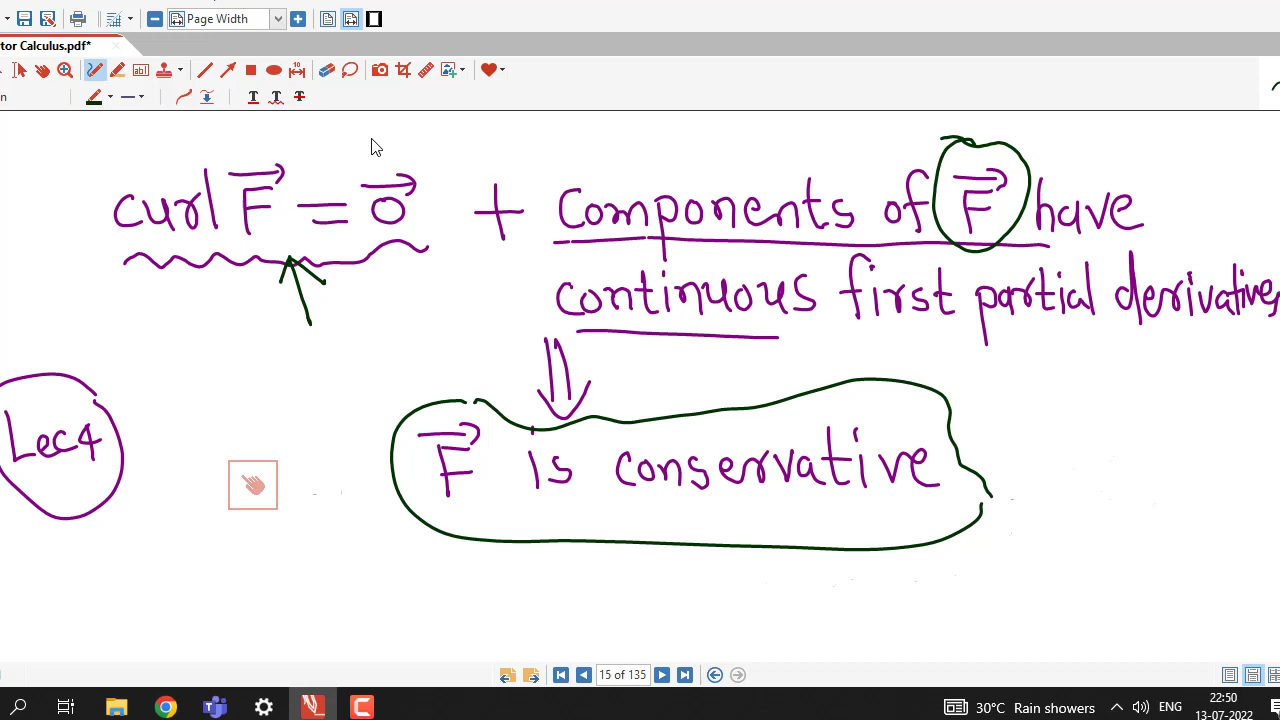 Page Width
tor Calculus.pdf*
10
T T T
curl F = 0 + Components of F have
continuous first partial derivatives
Lec4
F is conservative
15 of 135
30°C Rain showers ENG 22:50
13-07-2022